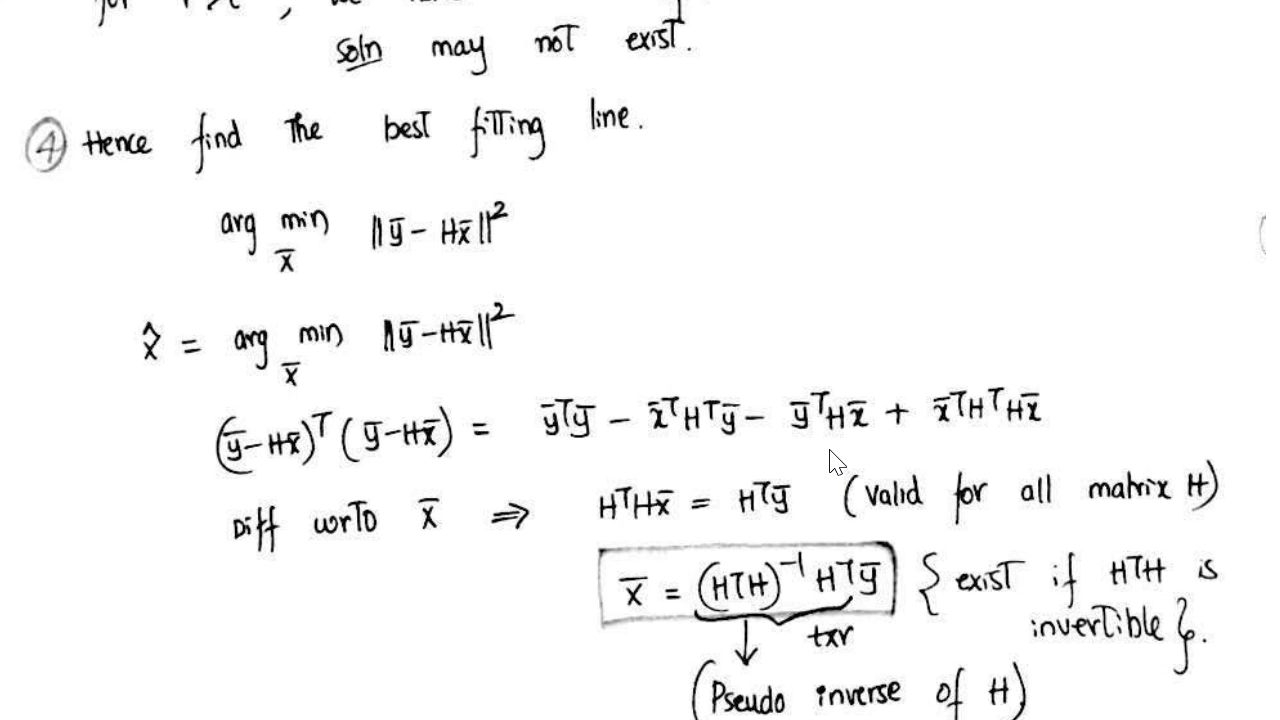 for
soln may not exist.
④ Hence find the best fitting line.
arg min ||ȳ - Hx̄||²
x̄
x̂ = arg min ||ȳ-Hx̄||²
x̄
(ȳ-Hx̄)ᵀ(ȳ-Hx̄) = ȳᵀȳ - x̄ᵀHᵀȳ - ȳᵀHx̄ + x̄ᵀHᵀHx̄
Diff wrto x̄ ⇒ HᵀHx̄ = Hᵀȳ (valid for all matrix H)
x̄ = (HᵀH)⁻¹Hᵀȳ {exist if HᵀH is
invertible}.
txr
(Pseudo inverse of H)